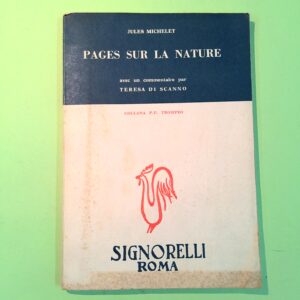 JULES MICHELET
PAGES SUR LA NATURE
avec un commentaire par
TERESA DI SCANNO
COLLANA P.P. TROMPEO
SIGNORELLI
ROMA